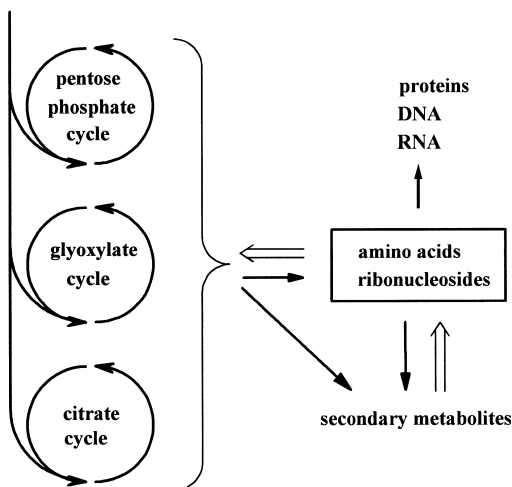 pentose
phosphate
cycle
glyoxylate
cycle
citrate
cycle
proteins
DNA
RNA
amino acids
ribonucleosides
secondary metabolites